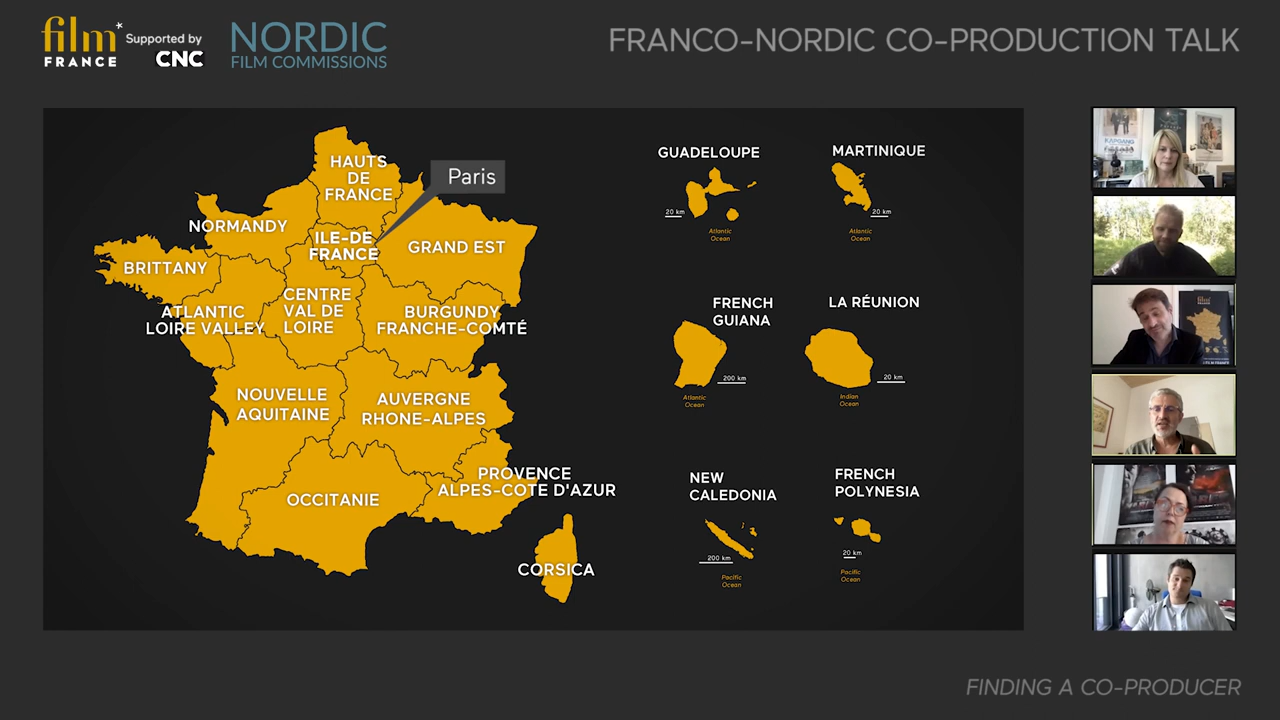 film
FRANCE
Supported by
CNC
NORDIC
FILM COMMISSIONS
FRANCO-NORDIC CO-PRODUCTION TALK
HAUTS
DE
FRANCE
Paris
NORMANDY
ILE-DE
FRANCE
GRAND EST
BRITTANY
CENTRE
VAL DE
LOIRE
ATLANTIC
LOIRE VALLEY
BURGUNDY
FRANCHE-COMTÉ
NOUVELLE
AQUITAINE
AUVERGNE
RHONE-ALPES
PROVENCE
ALPES-COTE D'AZUR
OCCITANIE
CORSICA
GUADELOUPE
20 km
Atlantic
Ocean
MARTINIQUE
20 km
Atlantic
Ocean
FRENCH
GUIANA
200 km
Atlantic
Ocean
LA RÉUNION
20 km
Indian
Ocean
NEW
CALEDONIA
200 km
Pacific
Ocean
FRENCH
POLYNESIA
20 km
Pacific
Ocean
KAPGANG
film
FINDING A CO-PRODUCER